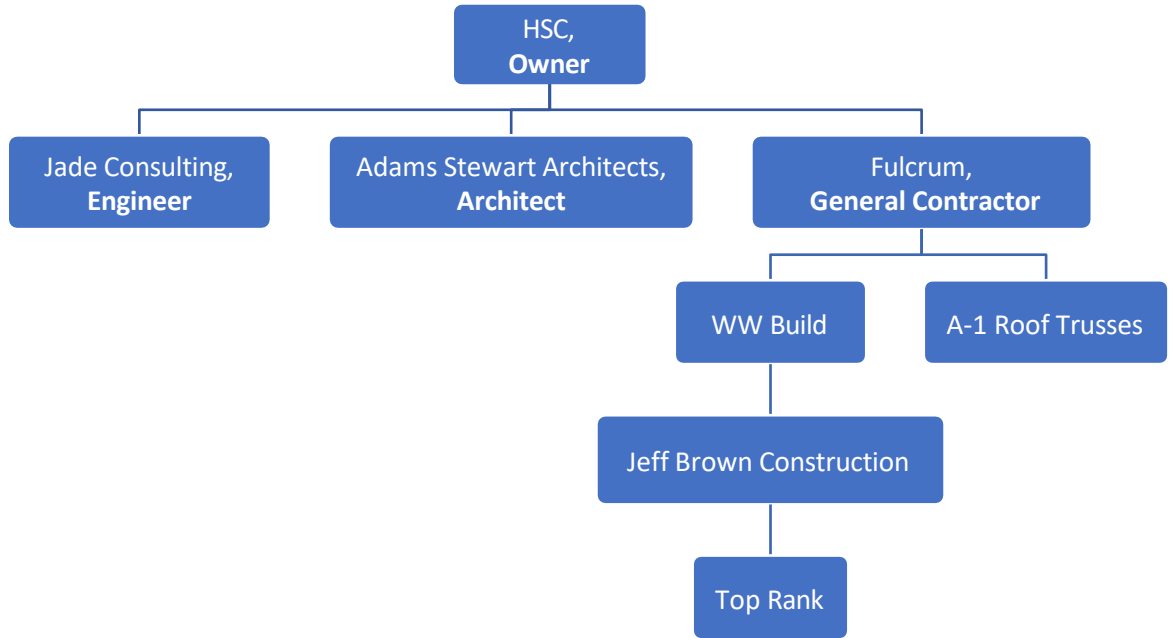 HSC,
Owner
Jade Consulting,
Engineer
Adams Stewart Architects,
Architect
Fulcrum,
General Contractor
WW Build
A-1 Roof Trusses
Jeff Brown Construction
Top Rank